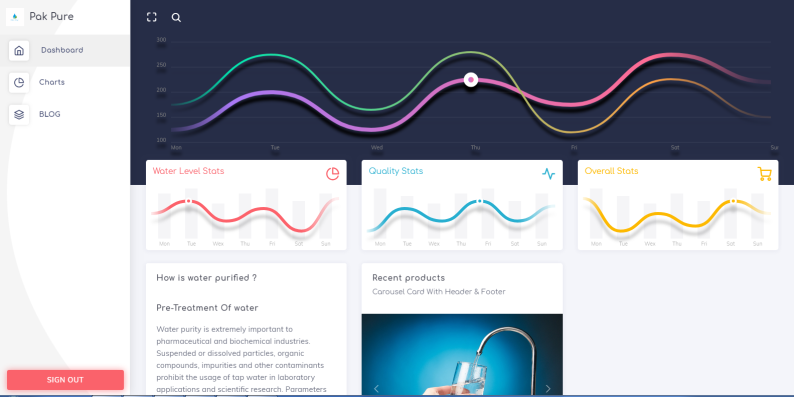 Pak Pure
Dashboard
Charts
BLOG
SIGN OUT
300
250
200
150
100
Mon Tue Wed Thu Fri Sat Sun
Water Level Stats
Mon Tue Wed Thu Fri Sat Sun
Quality Stats
Mon Tue Wed Thu Fri Sat Sun
Overall Stats
Mon Tue Wed Thu Fri Sat Sun
How is water purified ?
Pre-Treatment Of water
Water purity is extremely important to
pharmaceutical and biochemical industries.
Suspended or dissolved particles, organic
compounds, impurities and other contaminants
prohibit the usage of tap water in laboratory
applications and scientific research. Parameters
Recent products
Carousel Card With Header & Footer